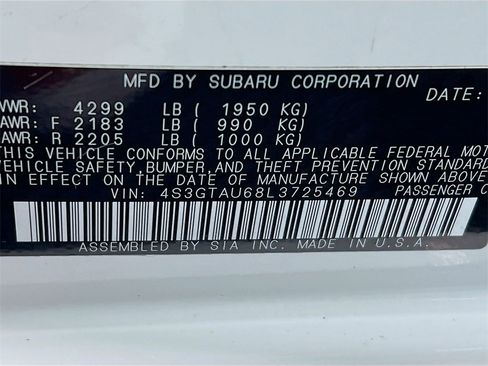 MFD BY SUBARU CORPORATION DATE:
VWR: 4299 LB ( 1950 KG)
AWR: F 2183 LB ( 990 KG)
AWR: R 2205 LB ( 1000 KG)
THIS VEHICLE CONFORMS TO ALL APPLICABLE FEDERAL MOT
VEHICLE SAFETY, BUMPER, AND THEFT PREVENTION STANDARDS
IN EFFECT ON THE DATE OF MANUFACTURE SHOWN ABOVE
VIN: 4S3GTAU68L3725469 PASSENGER C
ASSEMBLED BY SIA INC. MADE IN U.S.A.